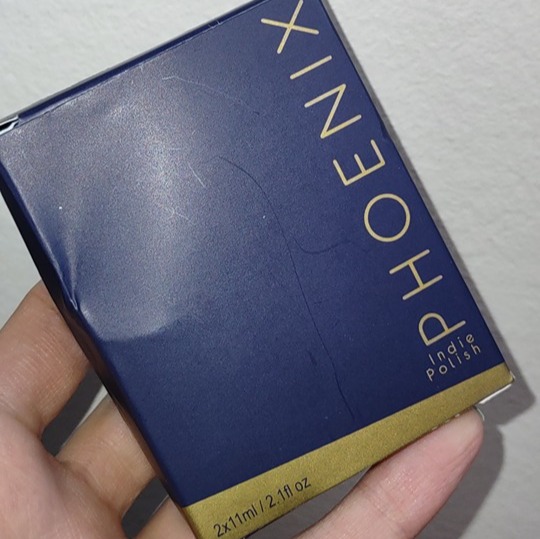 PHOENIX
Indie
Polish
2x11ml / 2.1fl oz